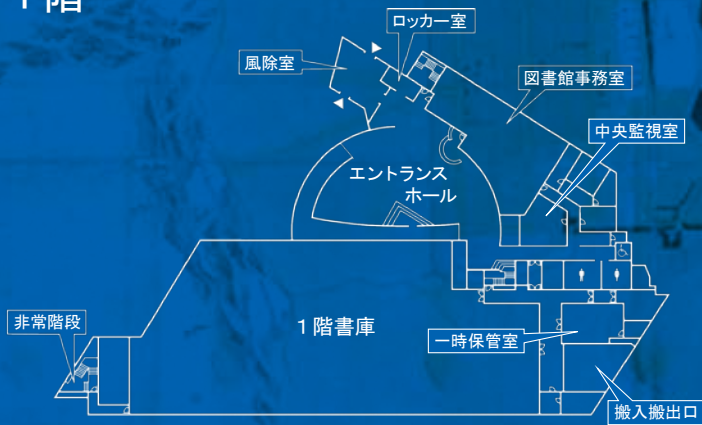 1階
ロッカー室
風除室
図書館事務室
中央監視室
エントランス
ホール
非常階段
1階書庫
一時保管室
搬入搬出口